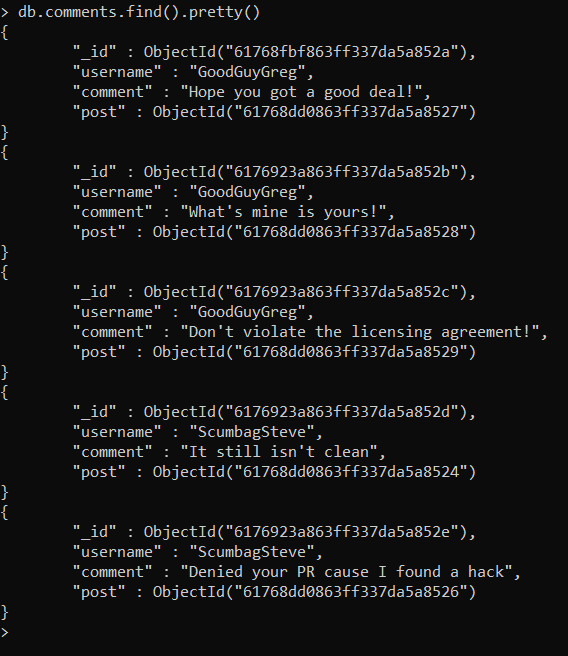 > db.comments.find().pretty()
{
"_id" : ObjectId("61768fbf863ff337da5a852a"),
"username" : "GoodGuyGreg",
"comment" : "Hope you got a good deal!",
"post" : ObjectId("61768dd0863ff337da5a8527")
}
{
"_id" : ObjectId("6176923a863ff337da5a852b"),
"username" : "GoodGuyGreg",
"comment" : "What's mine is yours!",
"post" : ObjectId("61768dd0863ff337da5a8528")
}
{
"_id" : ObjectId("6176923a863ff337da5a852c"),
"username" : "GoodGuyGreg",
"comment" : "Don't violate the licensing agreement!",
"post" : ObjectId("61768dd0863ff337da5a8529")
}
{
"_id" : ObjectId("6176923a863ff337da5a852d"),
"username" : "ScumbagSteve",
"comment" : "It still isn't clean",
"post" : ObjectId("61768dd0863ff337da5a8524")
}
{
"_id" : ObjectId("6176923a863ff337da5a852e"),
"username" : "ScumbagSteve",
"comment" : "Denied your PR cause I found a hack",
"post" : ObjectId("61768dd0863ff337da5a8526")
}
>